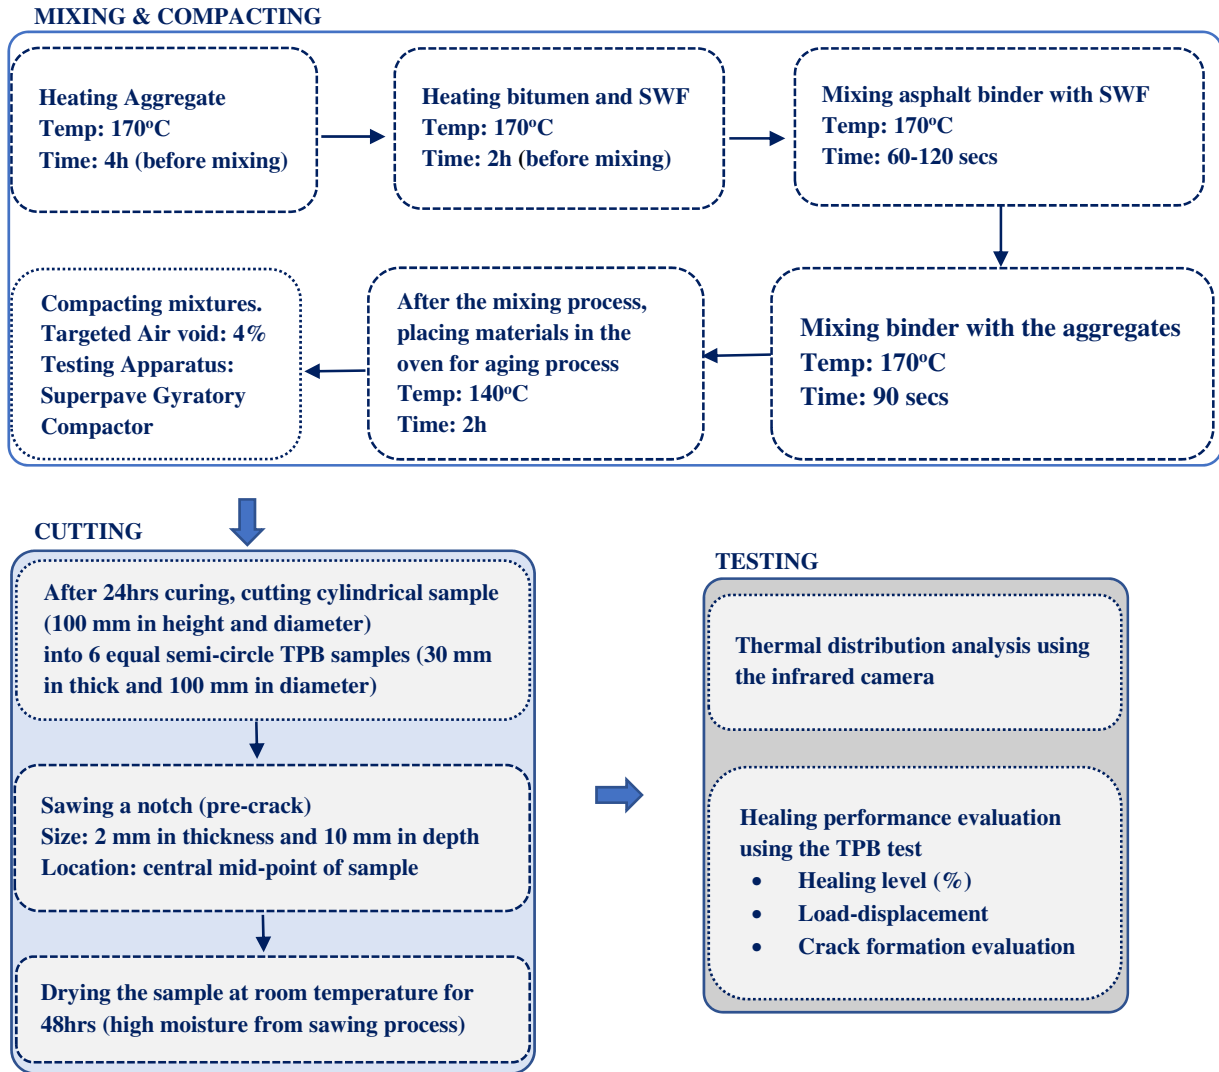 MIXING & COMPACTING
Heating Aggregate
Temp: 170ºC
Time: 4h (before mixing)
Heating bitumen and SWF
Temp: 170ºC
Time: 2h (before mixing)
Mixing asphalt binder with SWF
Temp: 170ºC
Time: 60-120 secs
Mixing binder with the aggregates
Temp: 170ºC
Time: 90 secs
After the mixing process,
placing materials in the
oven for aging process
Temp: 140ºC
Time: 2h
Compacting mixtures.
Targeted Air void: 4%
Testing Apparatus:
Superpave Gyratory
Compactor
CUTTING
After 24hrs curing, cutting cylindrical sample
(100 mm in height and diameter)
into 6 equal semi-circle TPB samples (30 mm
in thick and 100 mm in diameter)
Sawing a notch (pre-crack)
Size: 2 mm in thickness and 10 mm in depth
Location: central mid-point of sample
Drying the sample at room temperature for
48hrs (high moisture from sawing process)
TESTING
Thermal distribution analysis using
the infrared camera
Healing performance evaluation
using the TPB test
• Healing level (%)
• Load-displacement
• Crack formation evaluation